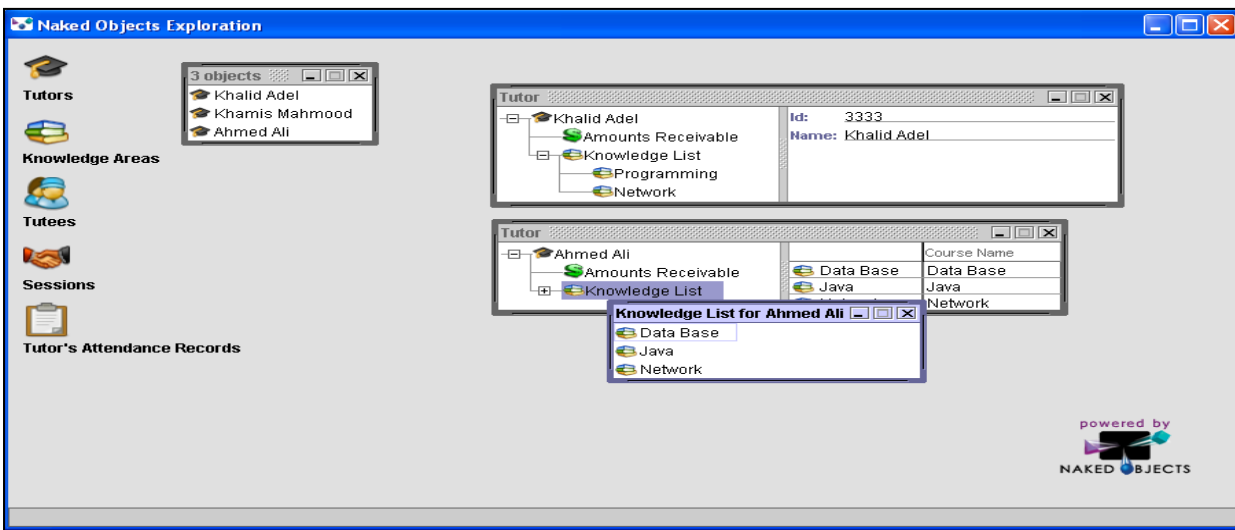 Naked Objects Exploration
Tutors
Knowledge Areas
Tutees
Sessions
Tutor's Attendance Records
3 objects
Khalid Adel
Khamis Mahmood
Ahmed Ali
Tutor
Khalid Adel
Amounts Receivable
Knowledge List
Programming
Network
Id: 3333
Name: Khalid Adel
Tutor
Ahmed Ali
Amounts Receivable
Knowledge List
Course Name
Data Base Data Base
Java Java
Network
Knowledge List for Ahmed Ali
Data Base
Java
Network
powered by
NAKED OBJECTS